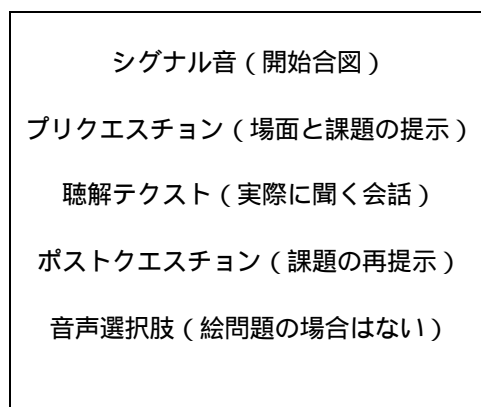 シグナル音(開始合図)
プリクエスチョン(場面と課題の提示)
聴解テクスト(実際に聞く会話)
ポストクエスチョン(課題の再提示)
音声選択肢(絵問題の場合はない)